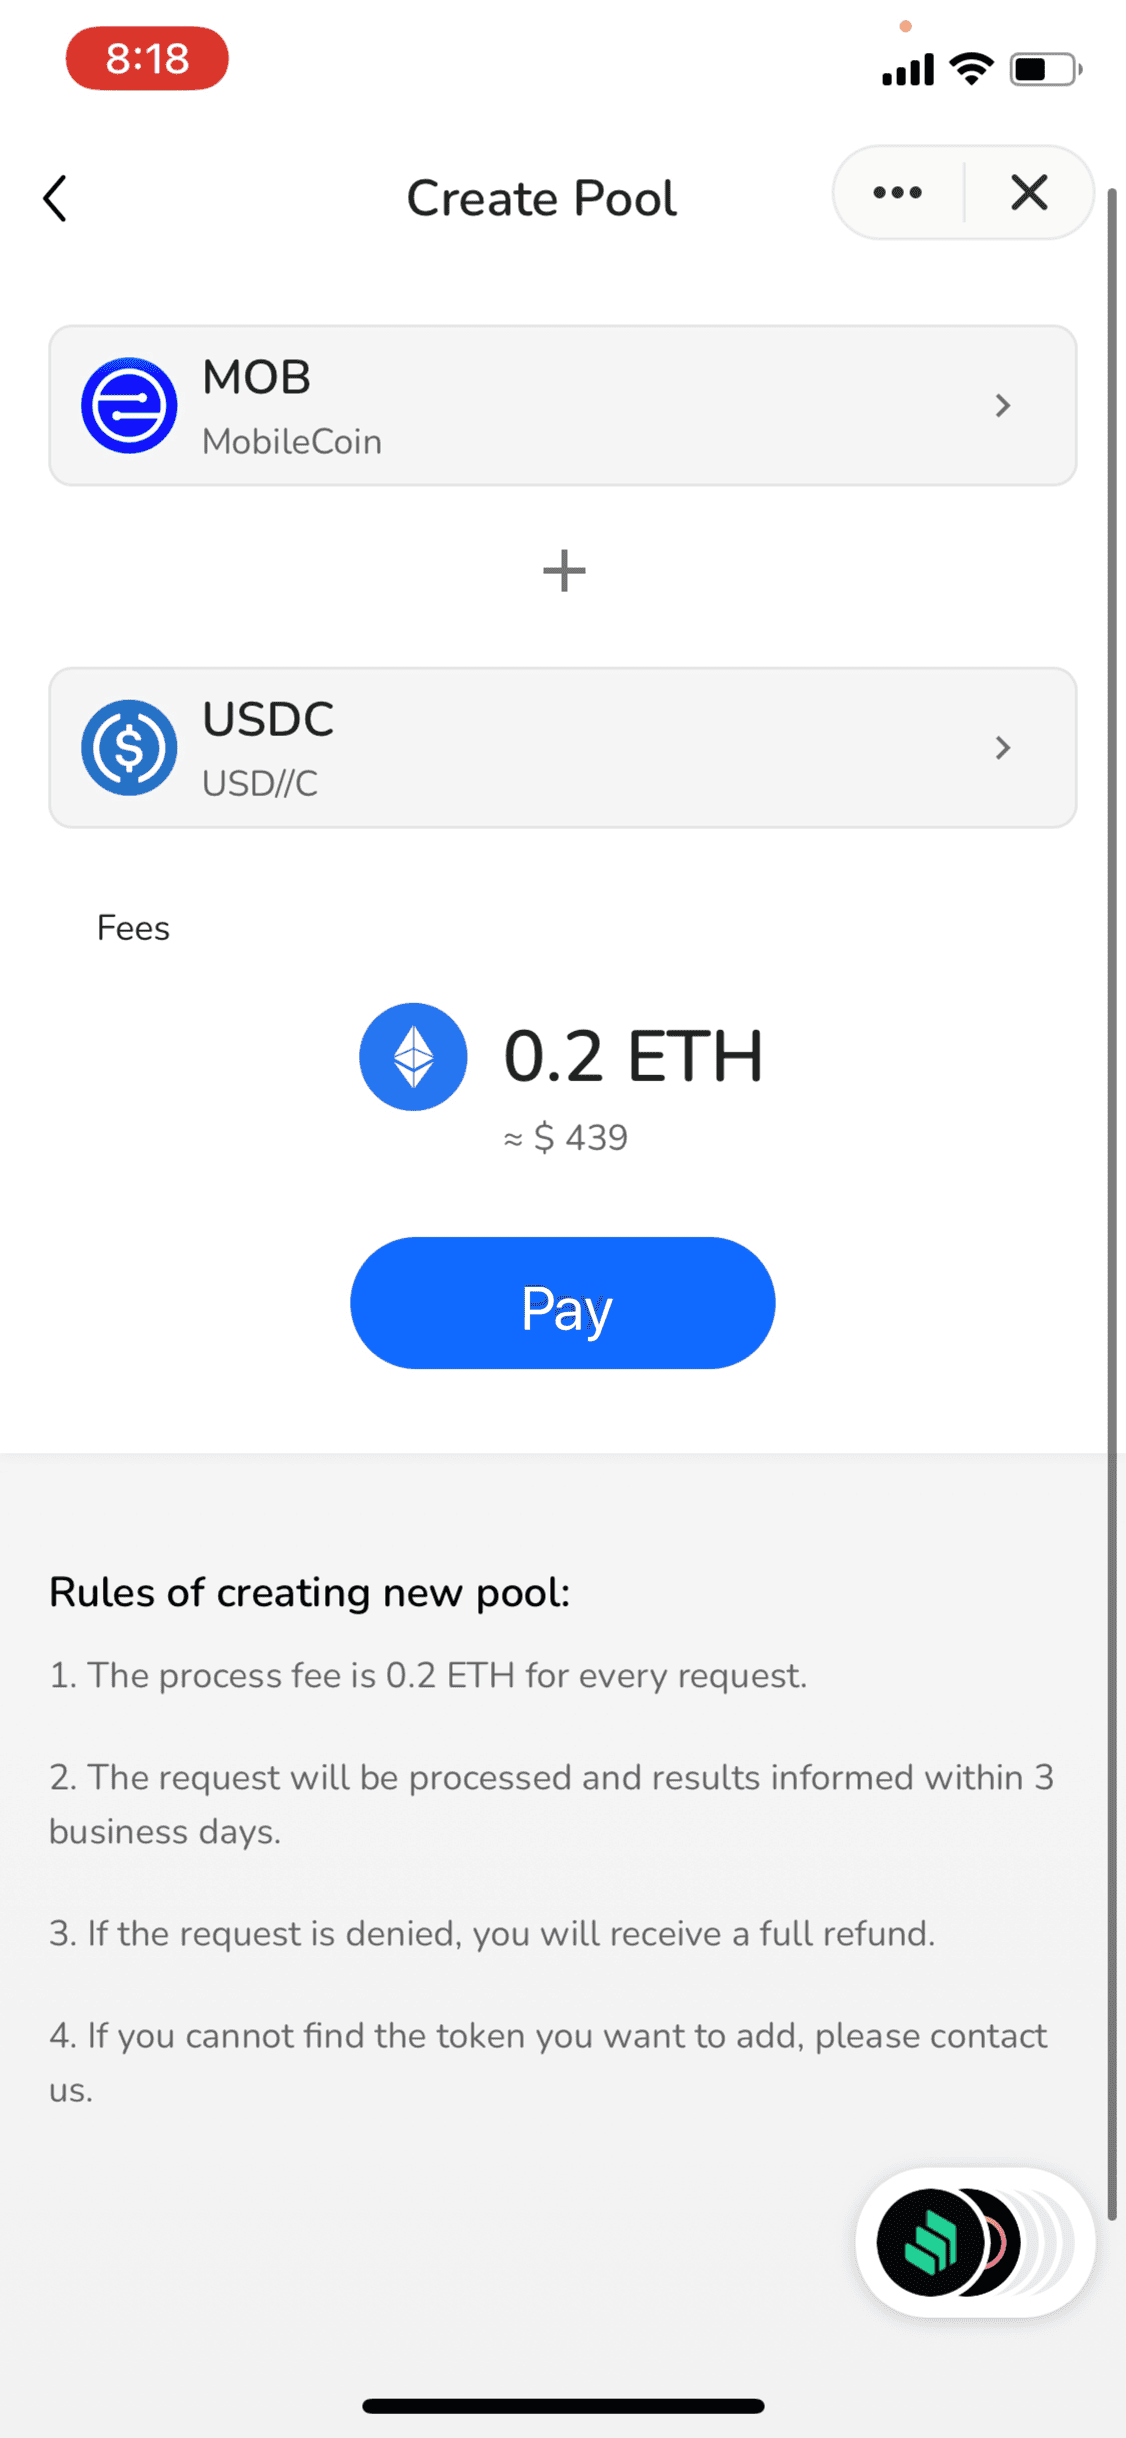 8:18
Create Pool
MOB
MobileCoin
USDC
USD//C
Fees
0.2 ETH
≈ $ 439
Pay
Rules of creating new pool:
1. The process fee is 0.2 ETH for every request.
2. The request will be processed and results informed within 3
business days.
3. If the request is denied, you will receive a full refund.
4. If you cannot find the token you want to add, please contact
us.